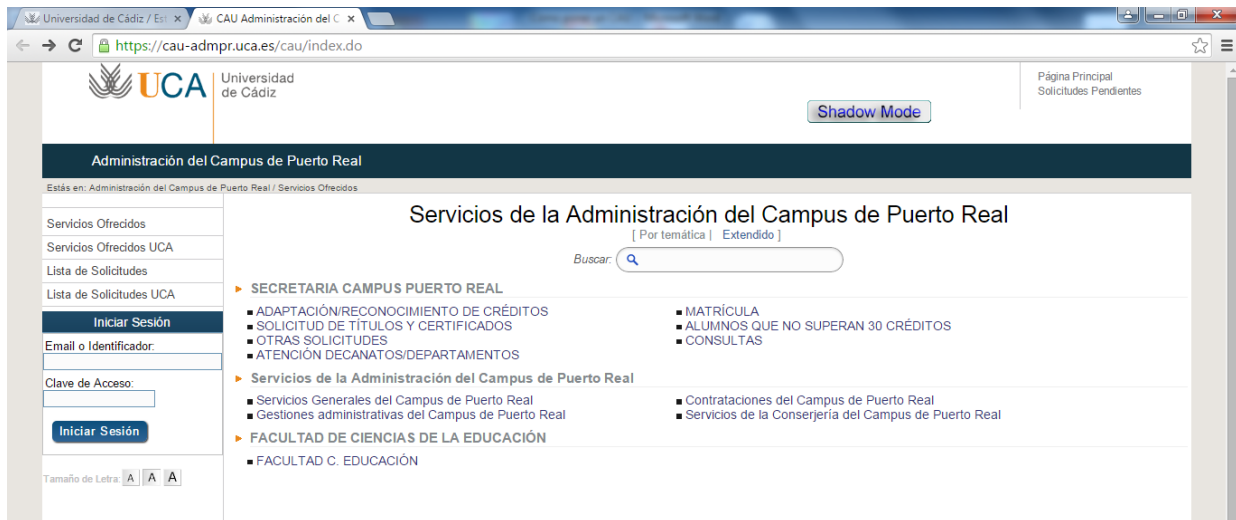 Universidad de Cádiz / Es
CAU Administración del C
https://cau-admpr.uca.es/cau/index.do
UCA
Universidad
de Cádiz
Shadow Mode
Página Principal
Solicitudes Pendientes
Administración del Campus de Puerto Real
Estás en: Administración del Campus de Puerto Real / Servicios Ofrecidos
Servicios Ofrecidos
Servicios Ofrecidos UCA
Lista de Solicitudes
Lista de Solicitudes UCA
Iniciar Sesión
Email o Identificador:
Clave de Acceso:
Iniciar Sesión
Tamaño de Letra: A A A
Servicios de la Administración del Campus de Puerto Real
[ Por temática | Extendido ]
Buscar:
SECRETARIA CAMPUS PUERTO REAL
ADAPTACIÓN/RECONOCIMIENTO DE CRÉDITOS
SOLICITUD DE TÍTULOS Y CERTIFICADOS
OTRAS SOLICITUDES
ATENCIÓN DECANATOS/DEPARTAMENTOS
MATRÍCULA
ALUMNOS QUE NO SUPERAN 30 CRÉDITOS
CONSULTAS
Servicios de la Administración del Campus de Puerto Real
Servicios Generales del Campus de Puerto Real
Gestiones administrativas del Campus de Puerto Real
Contrataciones del Campus de Puerto Real
Servicios de la Conserjería del Campus de Puerto Real
FACULTAD DE CIENCIAS DE LA EDUCACIÓN
FACULTAD C. EDUCACIÓN